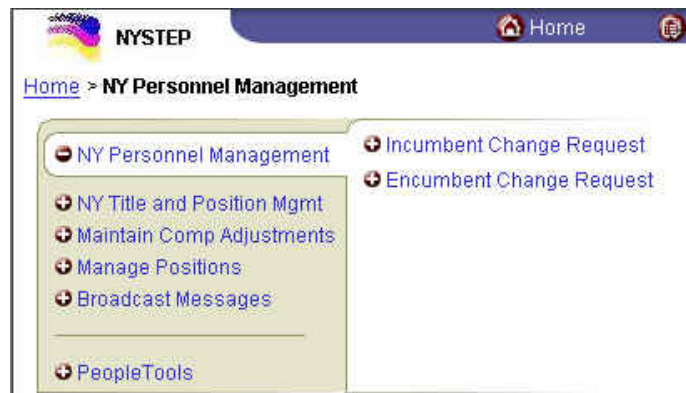 NYSTEP
Home
Home > NY Personnel Management
NY Personnel Management
NY Title and Position Mgmt
Maintain Comp Adjustments
Manage Positions
Broadcast Messages
PeopleTools
Incumbent Change Request
Encumbent Change Request